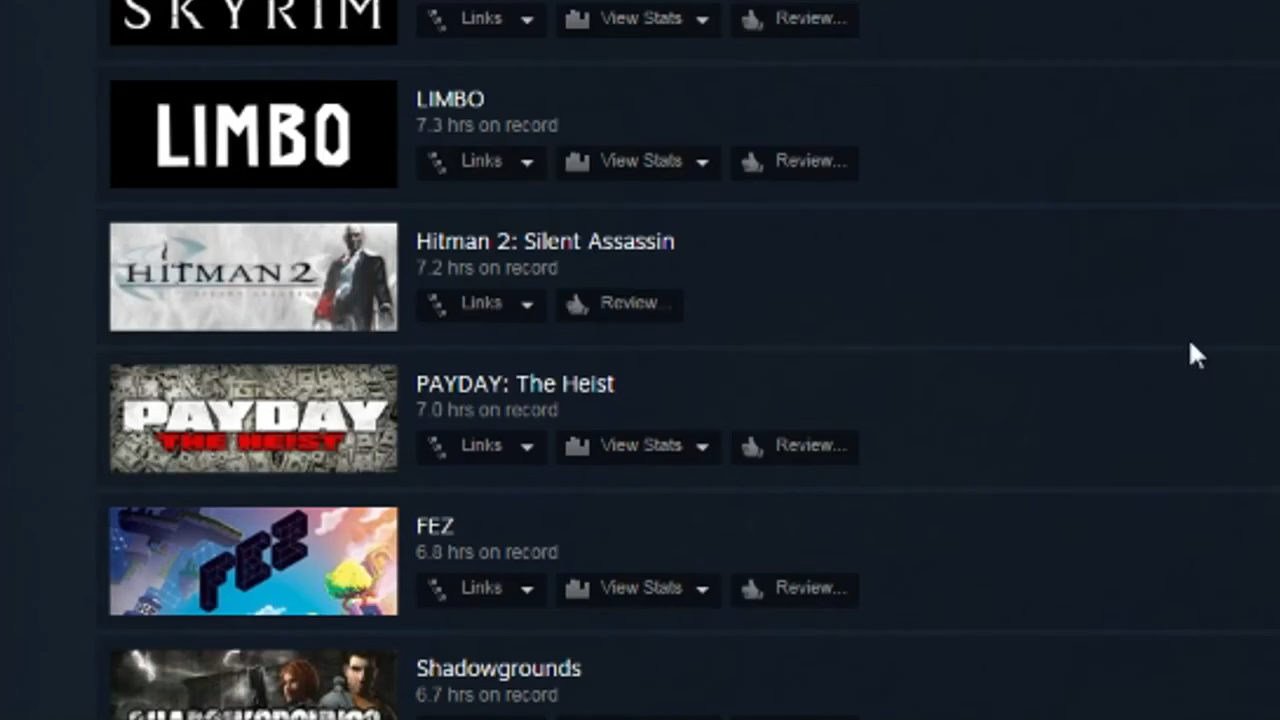 SKYRIM
Links View Stats Review...
LIMBO
LIMBO
7.3 hrs on record
Links View Stats Review...
HITMAN 2
Hitman 2: Silent Assassin
7.2 hrs on record
Links Review...
PAYDAY
THE HEIST
PAYDAY: The Heist
7.0 hrs on record
Links View Stats Review...
FEZ
FEZ
6.8 hrs on record
Links View Stats Review...
SHADOWGROUNDS
Shadowgrounds
6.7 hrs on record